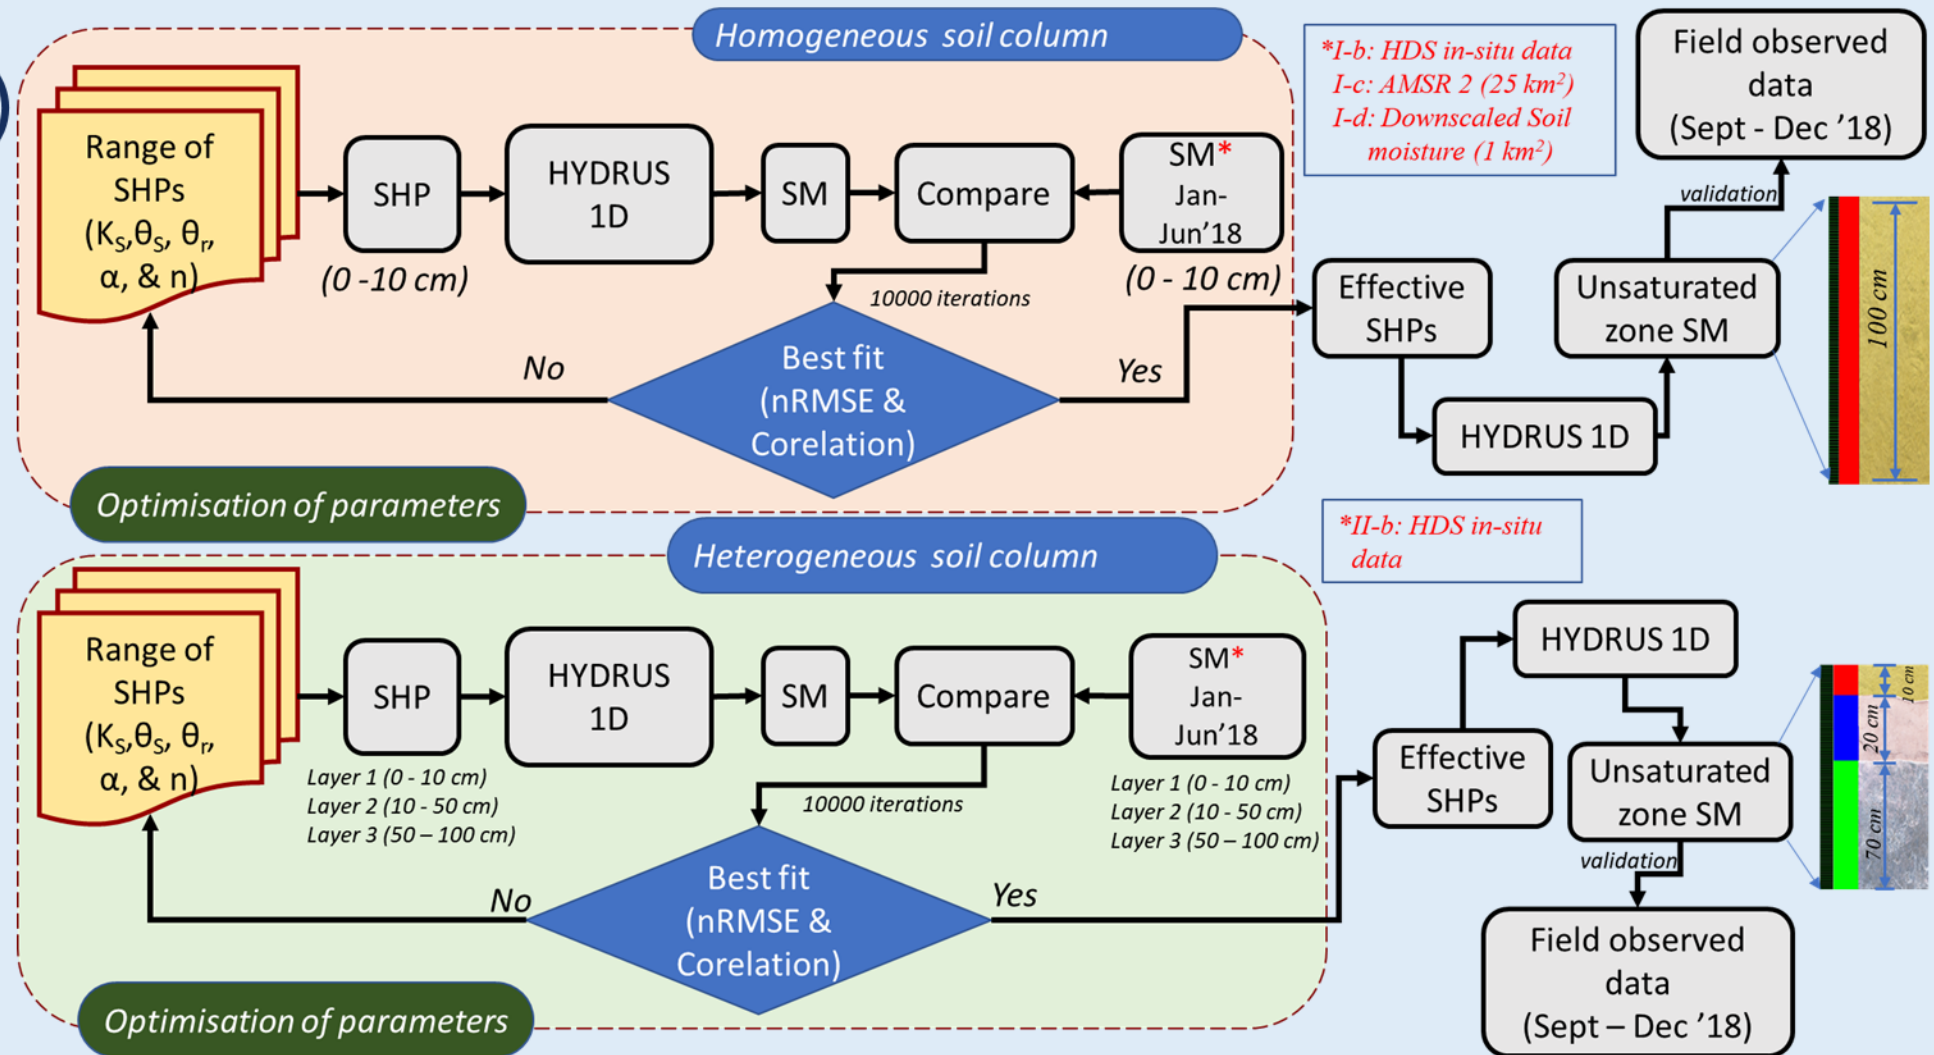 Homogeneous soil column
Range of
SHPs
(Kₛ,θₛ, θᵣ,
α, & n)
SHP
(0 -10 cm)
HYDRUS
1D
SM
Compare
SM*
Jan-
Jun’18
(0 - 10 cm)
10000 iterations
Best fit
(nRMSE &
Corelation)
No
Yes
Optimisation of parameters
*I-b: HDS in-situ data
I-c: AMSR 2 (25 km²)
I-d: Downscaled Soil
moisture (1 km²)
Field observed
data
(Sept - Dec ’18)
validation
Effective
SHPs
Unsaturated
zone SM
HYDRUS 1D
100 cm
Heterogeneous soil column
Range of
SHPs
(Kₛ,θₛ, θᵣ,
α, & n)
SHP
Layer 1 (0 - 10 cm)
Layer 2 (10 - 50 cm)
Layer 3 (50 – 100 cm)
HYDRUS
1D
SM
Compare
SM*
Jan-
Jun’18
Layer 1 (0 - 10 cm)
Layer 2 (10 - 50 cm)
Layer 3 (50 – 100 cm)
10000 iterations
Best fit
(nRMSE &
Corelation)
No
Yes
Optimisation of parameters
*II-b: HDS in-situ
data
HYDRUS 1D
Effective
SHPs
Unsaturated
zone SM
10 cm
20 cm
70 cm
validation
Field observed
data
(Sept – Dec ’18)